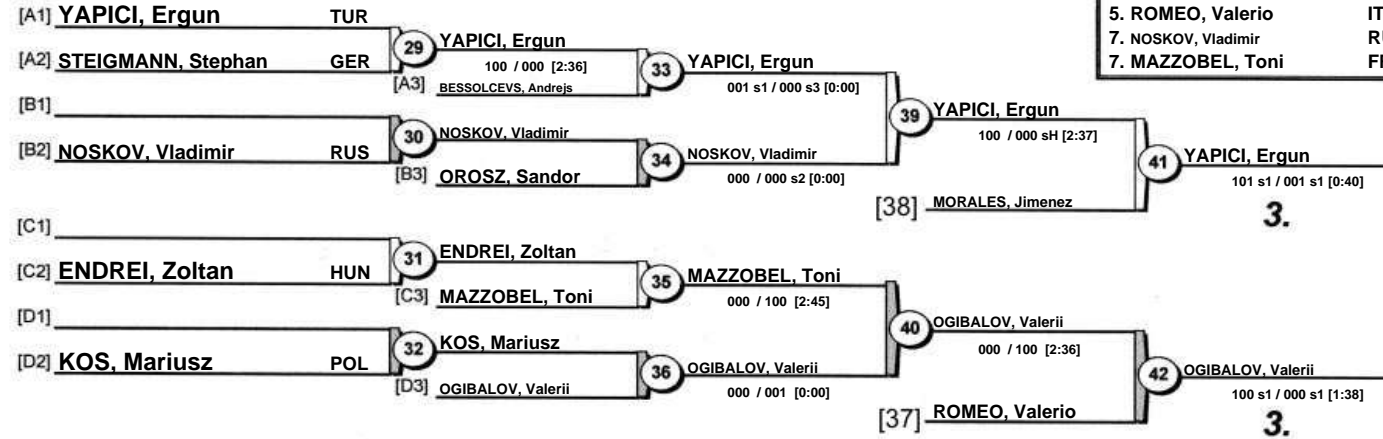 [A1] YAPICI, Ergun TUR
5. ROMEO, Valerio IT
7. NOSKOV, Vladimir
7. MAZZOBEL, Toni
[A2] STEIGMANN, Stephan GER
29 YAPICI, Ergun
100 / 000 [2:36]
[A3] BESSOLCEVS, Andrejs
33 YAPICI, Ergun
001 s1 / 000 s3 [0:00]
[B1]
[B2] NOSKOV, Vladimir RUS
30 NOSKOV, Vladimir
[B3] OROSZ, Sandor
34 NOSKOV, Vladimir
000 / 000 s2 [0:00]
39 YAPICI, Ergun
100 / 000 sH [2:37]
[38] MORALES, Jimenez
41 YAPICI, Ergun
101 s1 / 001 s1 [0:40]
3.
[C1]
[C2] ENDREI, Zoltan HUN
31 ENDREI, Zoltan
[C3] MAZZOBEL, Toni
35 MAZZOBEL, Toni
000 / 100 [2:45]
[D1]
[D2] KOS, Mariusz POL
32 KOS, Mariusz
[D3] OGIBALOV, Valerii
36 OGIBALOV, Valerii
000 / 001 [0:00]
40 OGIBALOV, Valerii
000 / 100 [2:36]
[37] ROMEO, Valerio
42 OGIBALOV, Valerii
100 s1 / 000 s1 [1:38]
3.